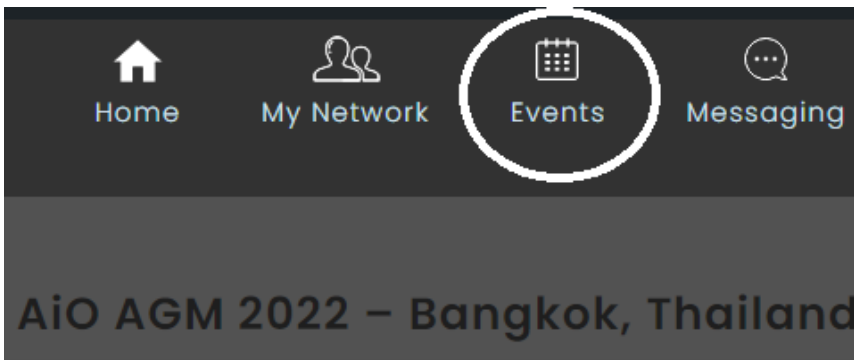 Home My Network Events Messaging
AiO AGM 2022 – Bangkok, Thailand